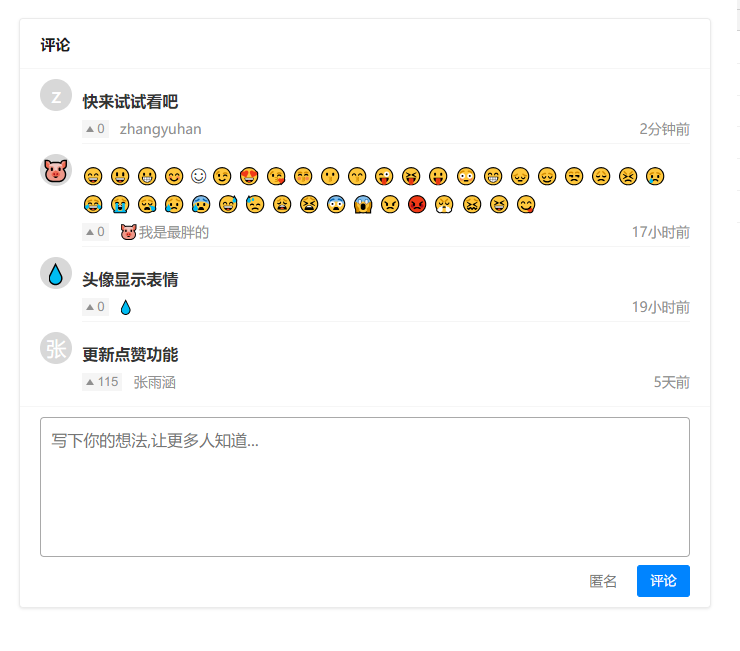 评论
z
快来试试看吧
0 zhangyuhan 2分钟前
😄 😃 😀 😊 ☺ 😉 😍 😘 😚 😗 😙 😜 😝 😛 😳 😁 😞 😌 😒 😔 😣 😢
😂 😭 😪 😥 😰 😅 😓 😩 😫 😨 😱 😠 😡 😤 😖 😆 😋
0 🐷我是最胖的 17小时前
💧
头像显示表情
0 💧 19小时前
张
更新点赞功能
115 张雨涵 5天前
写下你的想法,让更多人知道...
匿名 评论